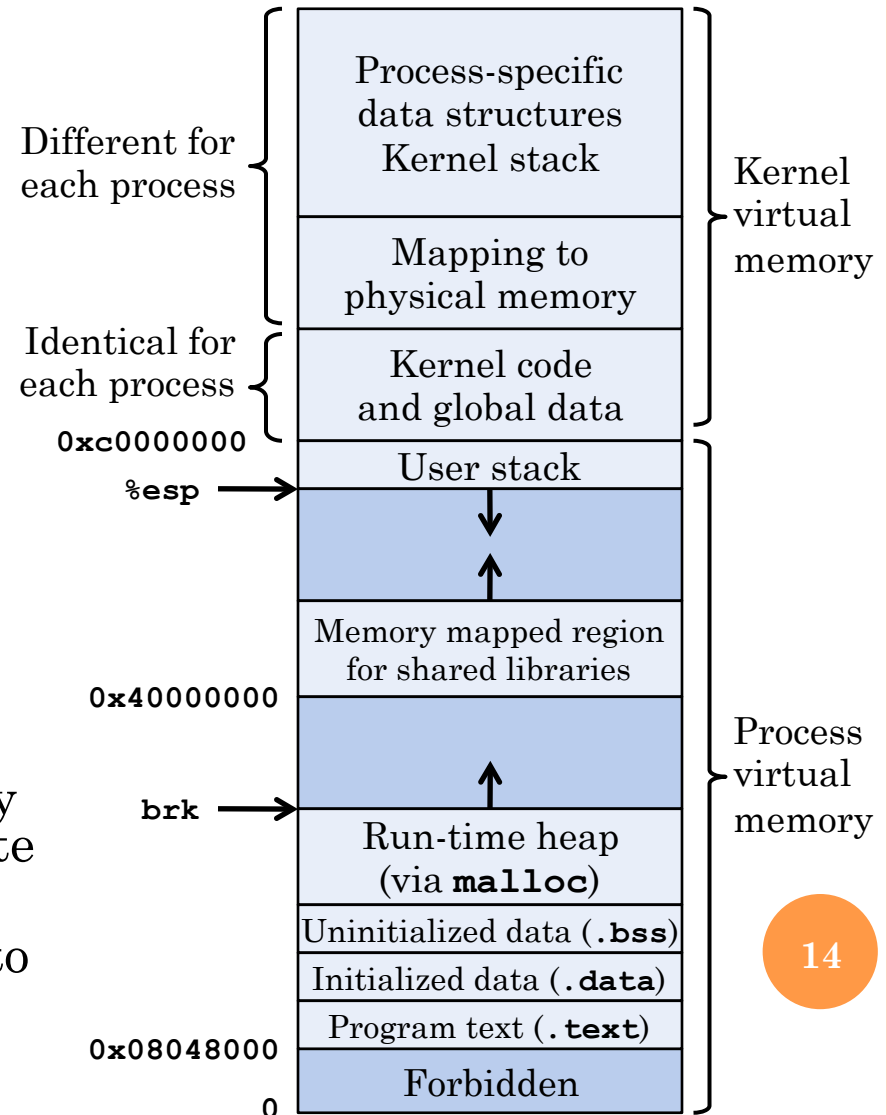 Process-specific
data structures
Kernel stack
Different for
each process
Kernel
virtual
memory
Mapping to
physical memory
Identical for
each process
Kernel code
and global data
0xc0000000
User stack
%esp
Memory mapped region
for shared libraries
0x40000000
Process
virtual
memory
brk
Run-time heap
(via malloc)
Uninitialized data (.bss)
Initialized data (.data)
Program text (.text)
0x08048000
Forbidden
0
to
14